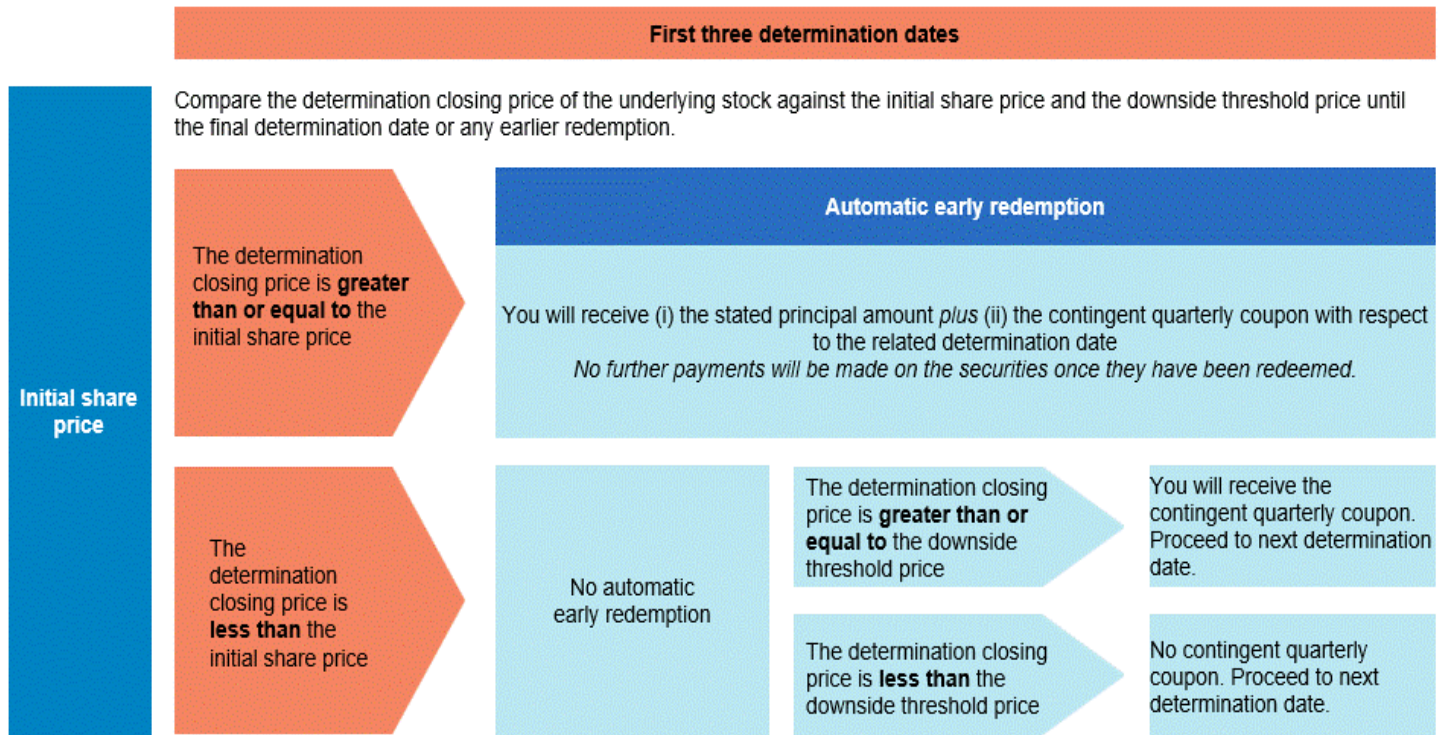 First three determination dates
Compare the determination closing price of the underlying stock against the initial share price and the downside threshold price until
the final determination date or any earlier redemption.
Initial share
price
The determination
closing price is greater
than or equal to the
initial share price
Automatic early redemption
You will receive (i) the stated principal amount plus (ii) the contingent quarterly coupon with respect
to the related determination date
No further payments will be made on the securities once they have been redeemed.
The
determination
closing price is
less than the
initial share price
No automatic
early redemption
The determination closing
price is greater than or
equal to the downside
threshold price
You will receive the
contingent quarterly coupon.
Proceed to next determination
date.
The determination closing
price is less than the
downside threshold price
No contingent quarterly
coupon. Proceed to next
determination date.